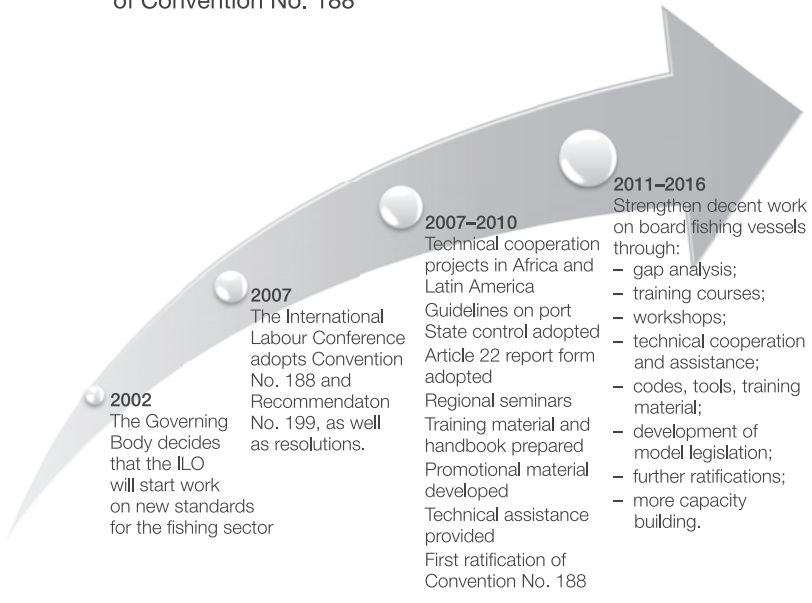 of Convention No. 188
2002
The Governing
Body decides
that the ILO
will start work
on new standards
for the fishing sector
2007
The International
Labour Conference
adopts Convention
No. 188 and
Recommendaton
No. 199, as well
as resolutions.
2007–2010
Technical cooperation
projects in Africa and
Latin America
Guidelines on port
State control adopted
Article 22 report form
adopted
Regional seminars
Training material and
handbook prepared
Promotional material
developed
Technical assistance
provided
First ratification of
Convention No. 188
2011–2016
Strengthen decent work
on board fishing vessels
through:
– gap analysis;
– training courses;
– workshops;
– technical cooperation
and assistance;
– codes, tools, training
material;
– development of
model legislation;
– further ratifications;
– more capacity
building.